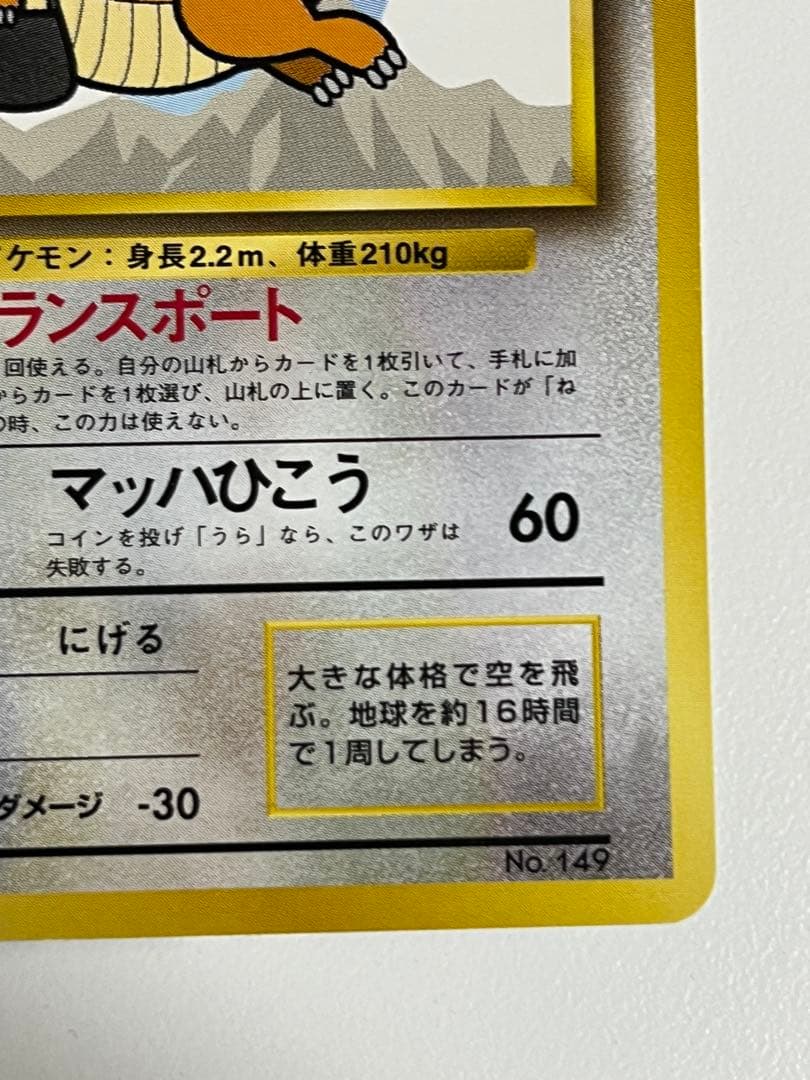 ケモン：身長2.2m、体重210kg
ランスポート
回使える。自分の山札からカードを1枚引いて、手札に加
からカードを1枚選び、山札の上に置く。このカードが「ね
の時、この力は使えない。
マッハひこう 60
コインを投げ「うら」なら、このワザは
失敗する。
にげる
大きな体格で空を飛
ぶ。地球を約16時間
で1周してしまう。
ダメージ -30
No. 149